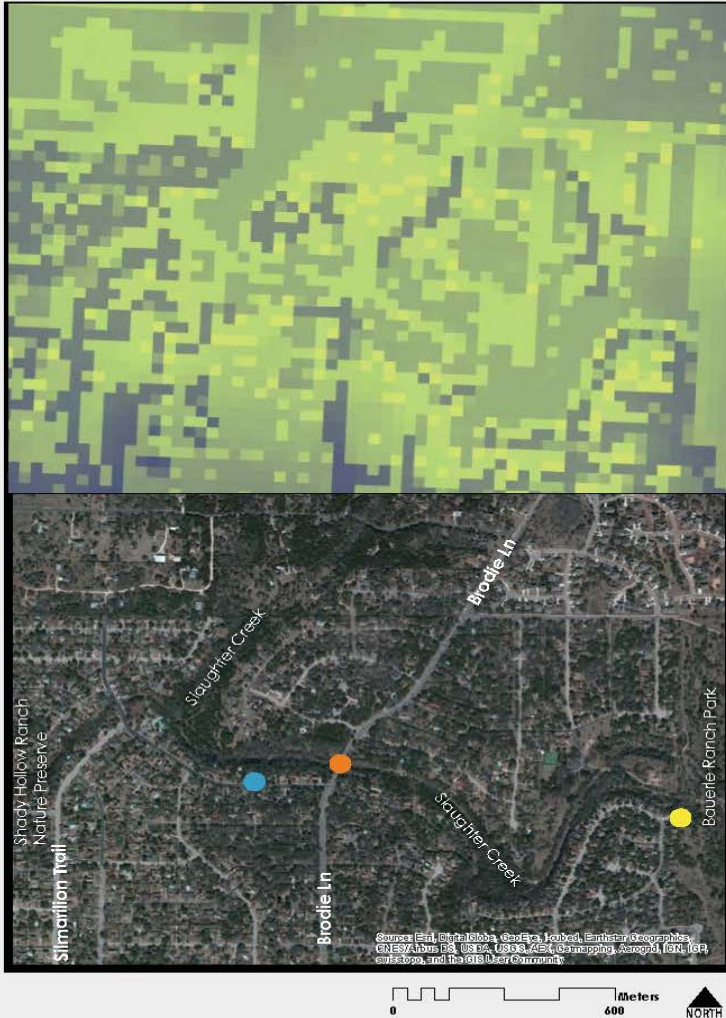 Brodie Ln
Slaughter Creek
Shady Hollow Ranch
Nature Preserve
Bauerle Ranch Park
Slaughter Creek
Silmarilion Trail
Brodie Ln
Source: Esri, DigitalGlobe, GeoEye, i-cubed, Earthstar Geographics,
CNES/Airbus DS, USDA, USGS, AEX, Getmapping, Aerogrid, IGN, IGP,
swisstopo, and the GIS User Community
Meters
0 600
NORTH